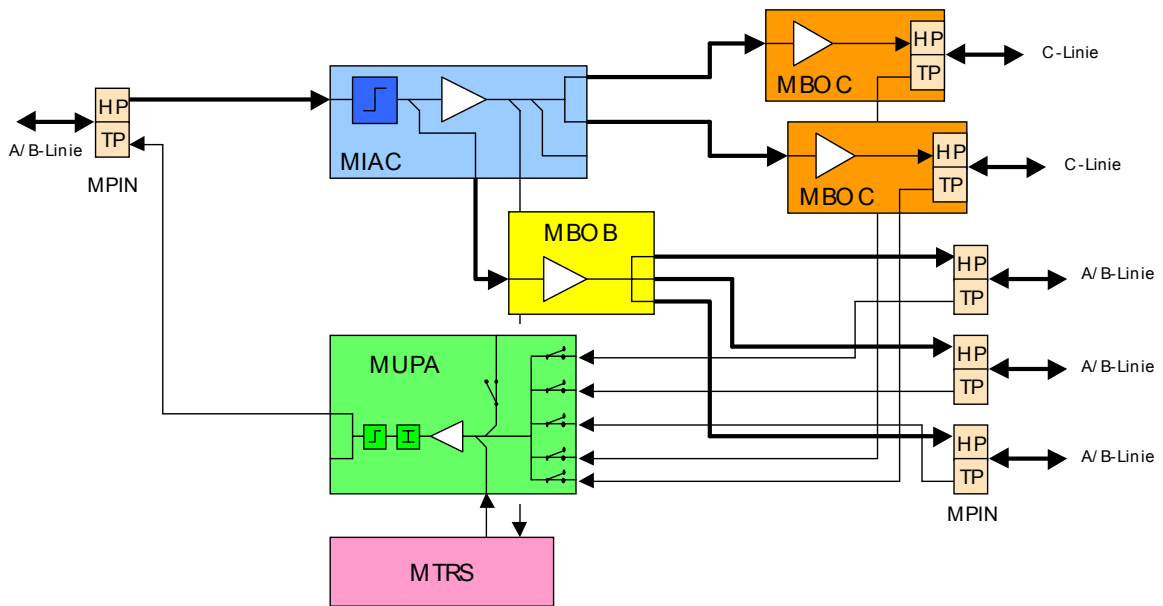 HP
TP
A/B-Linie
MPIN
MIAC
HP
TP
MBOC
C-Linie
HP
TP
MBOC
C-Linie
MBOB
HP
TP
A/B-Linie
HP
TP
A/B-Linie
HP
TP
A/B-Linie
MPIN
MUPA
MTRS